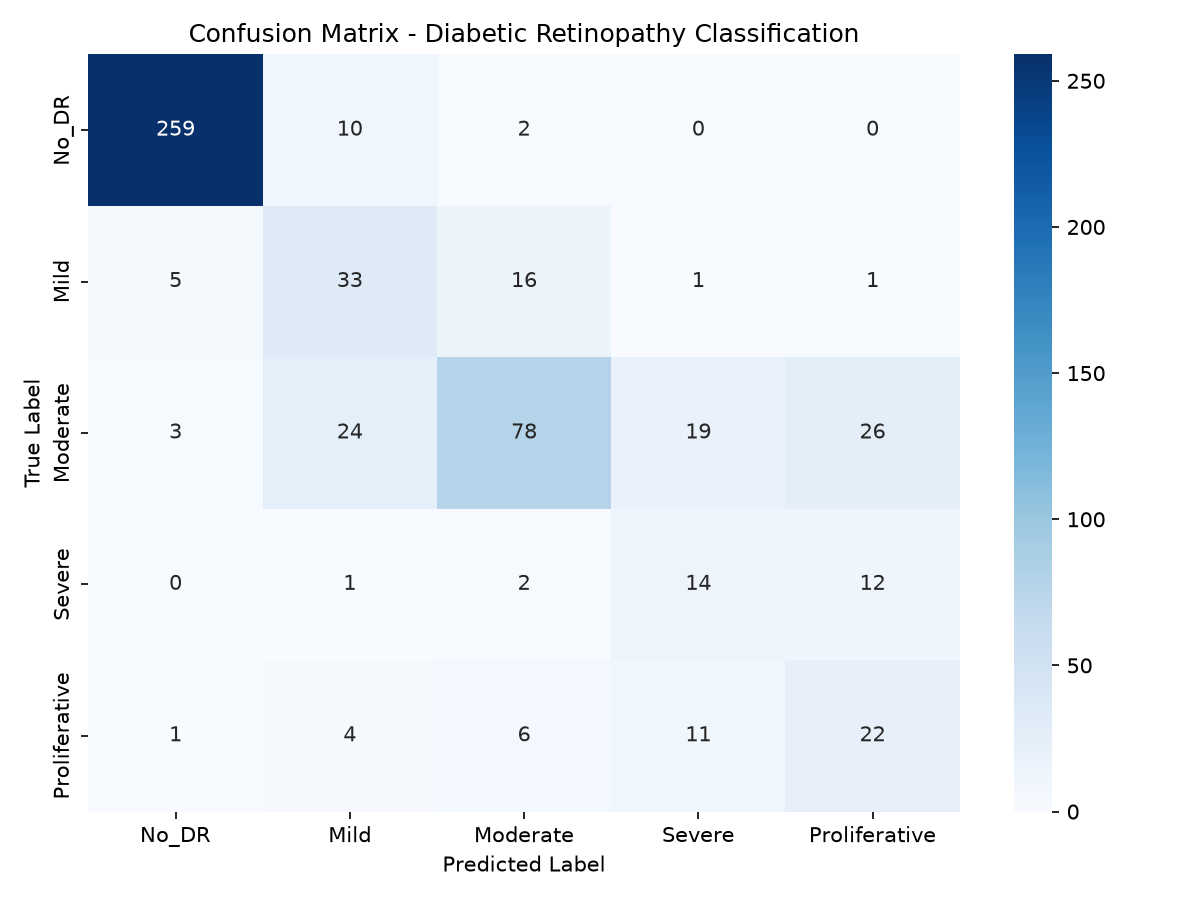 Confusion Matrix - Diabetic Retinopathy Classification
True Label
No_DR 259 10 2 0 0
Mild 5 33 16 1 1
Moderate 3 24 78 19 26
Severe 0 1 2 14 12
Proliferative 1 4 6 11 22
No_DR Mild Moderate Severe Proliferative
Predicted Label
250
200
150
100
50
0